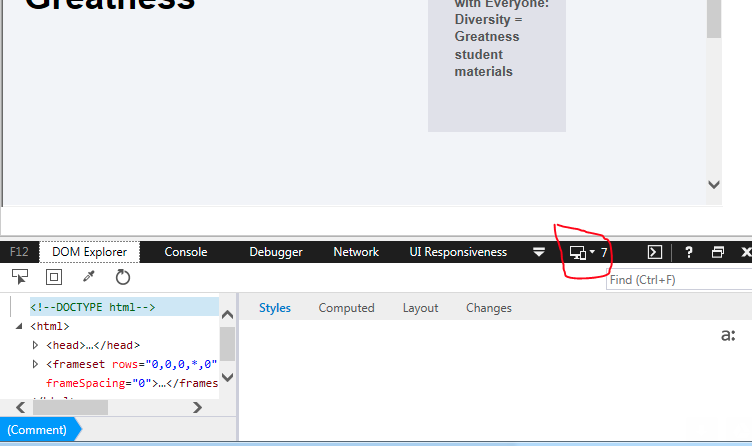 Greatness
with Everyone:
Diversity =
Greatness
student
materials
F12 DOM Explorer Console Debugger Network UI Responsiveness 7 ?
Find (Ctrl+F)
<!--DOCTYPE html-->
<html>
<head>…</head>
<frameset rows="0,0,0,*,0"
frameSpacing="0">…</frames
Styles Computed Layout Changes
a:
(Comment)